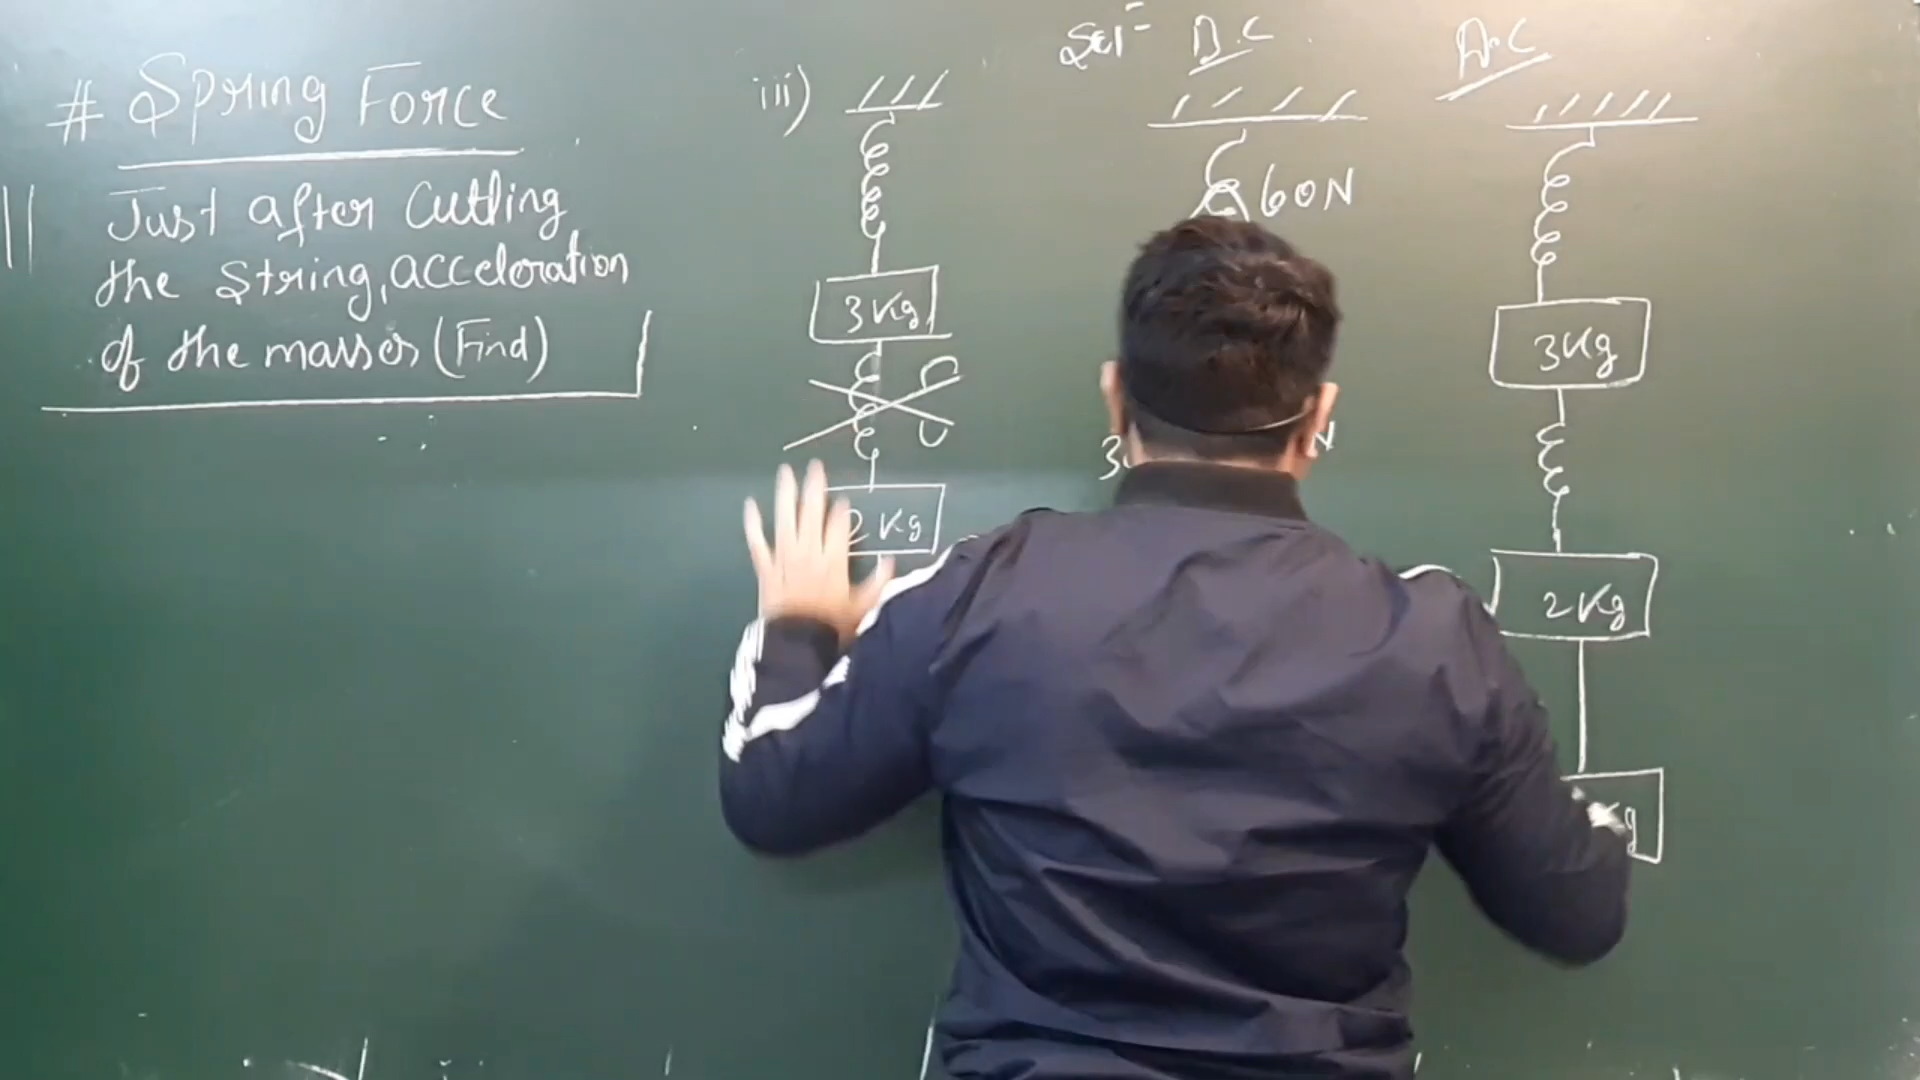 # Spring Force
Just after cutting
the string, acceleration
of the masses (Find)
iii)
3Kg
2Kg
Sol= B.C
60N
A.C
3Kg
2Kg